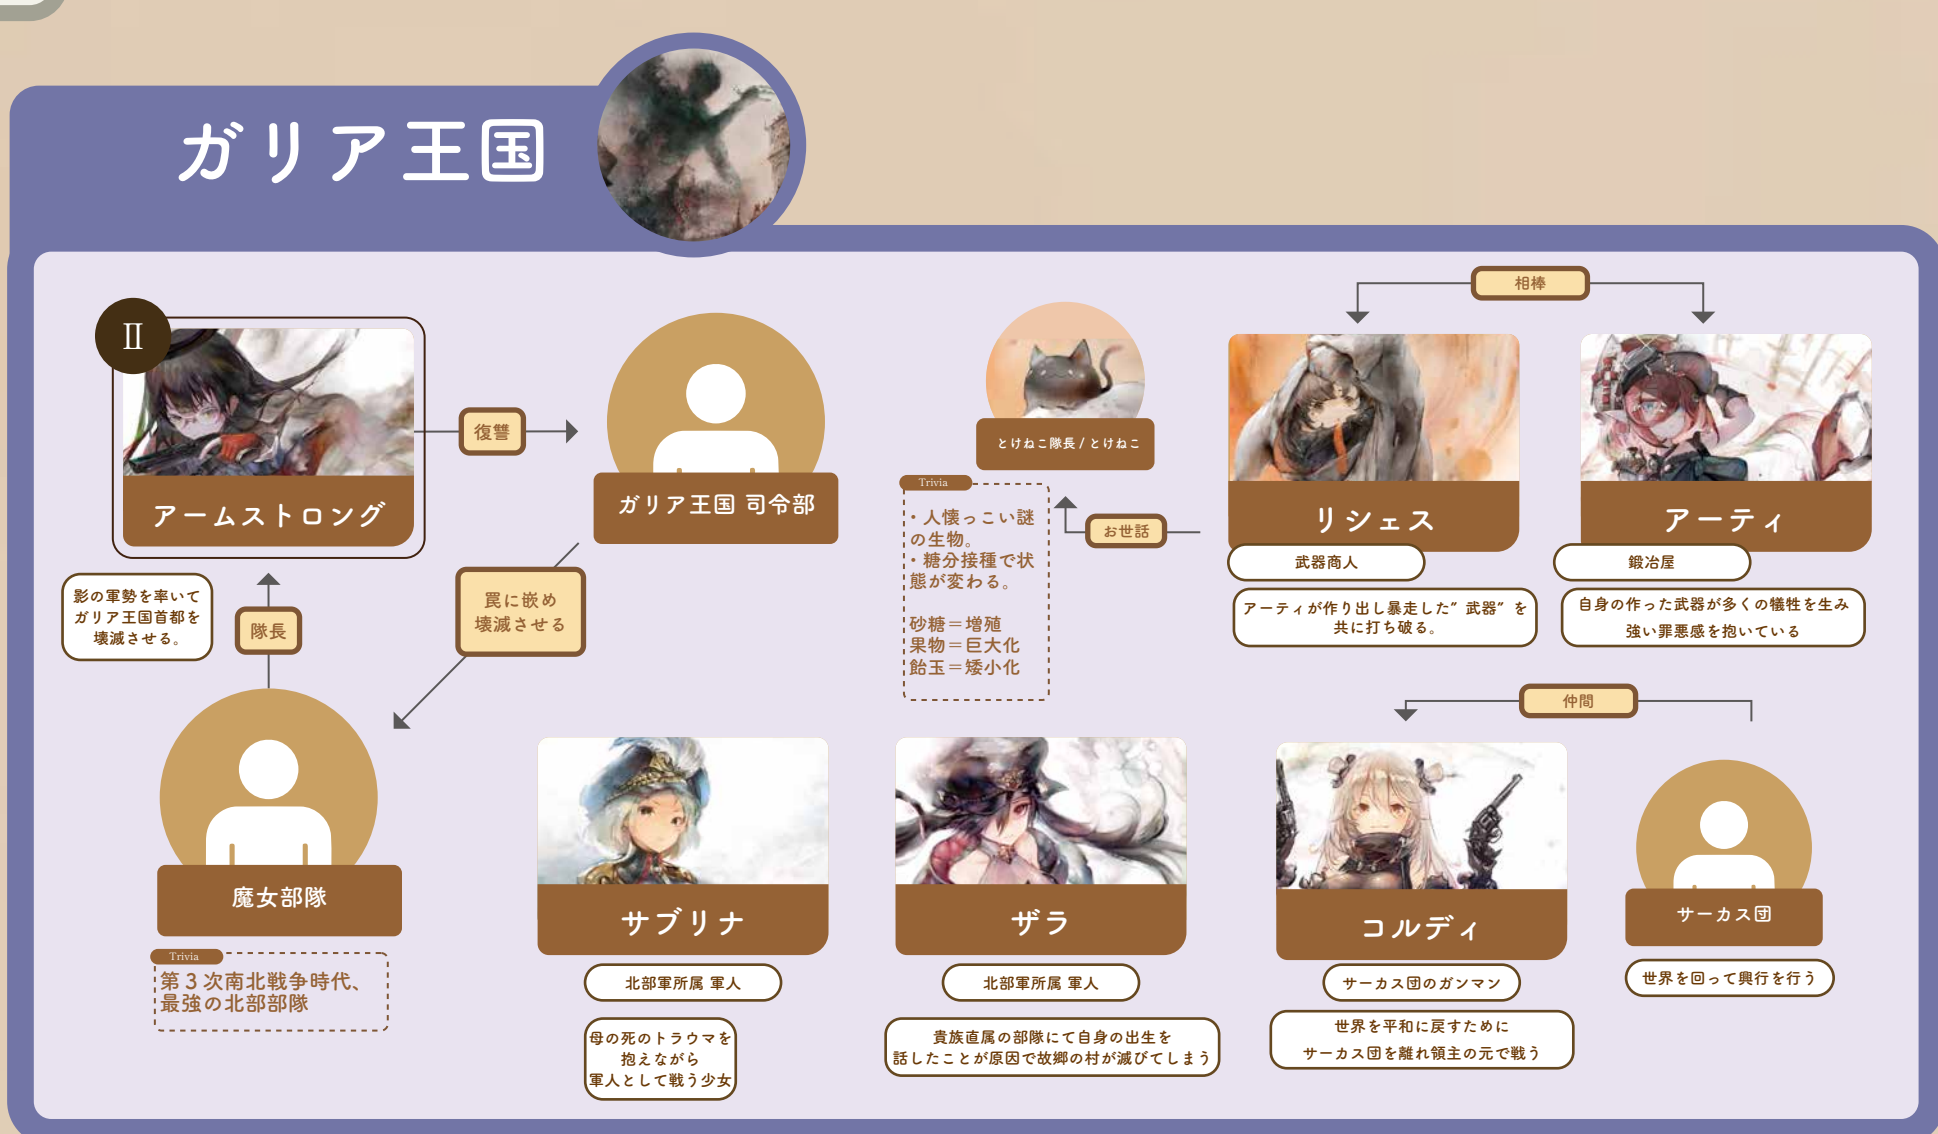 ガリア王国
Ⅱ
アームストロング
復讐
ガリア王国 司令部
影の軍勢を率いて
ガリア王国首都を
壊滅させる。
隊長
罠に嵌め
壊滅させる
魔女部隊
Trivia
第３次南北戦争時代、
最強の北部部隊
とけねこ隊長 / とけねこ
Trivia
・人懐っこい謎
の生物。
・糖分接種で状
態が変わる。
砂糖＝増殖
果物＝巨大化
飴玉＝矮小化
お世話
相棒
リシェス
武器商人
アーティが作り出し暴走した”武器”を
共に打ち破る。
アーティ
鍛冶屋
自身の作った武器が多くの犠牲を生み
強い罪悪感を抱いている
サブリナ
北部軍所属 軍人
母の死のトラウマを
抱えながら
軍人として戦う少女
ザラ
北部軍所属 軍人
貴族直属の部隊にて自身の出生を
話したことが原因で故郷の村が滅びてしまう
仲間
コルディ
サーカス団のガンマン
世界を平和に戻すために
サーカス団を離れ領主の元で戦う
サーカス団
世界を回って興行を行う